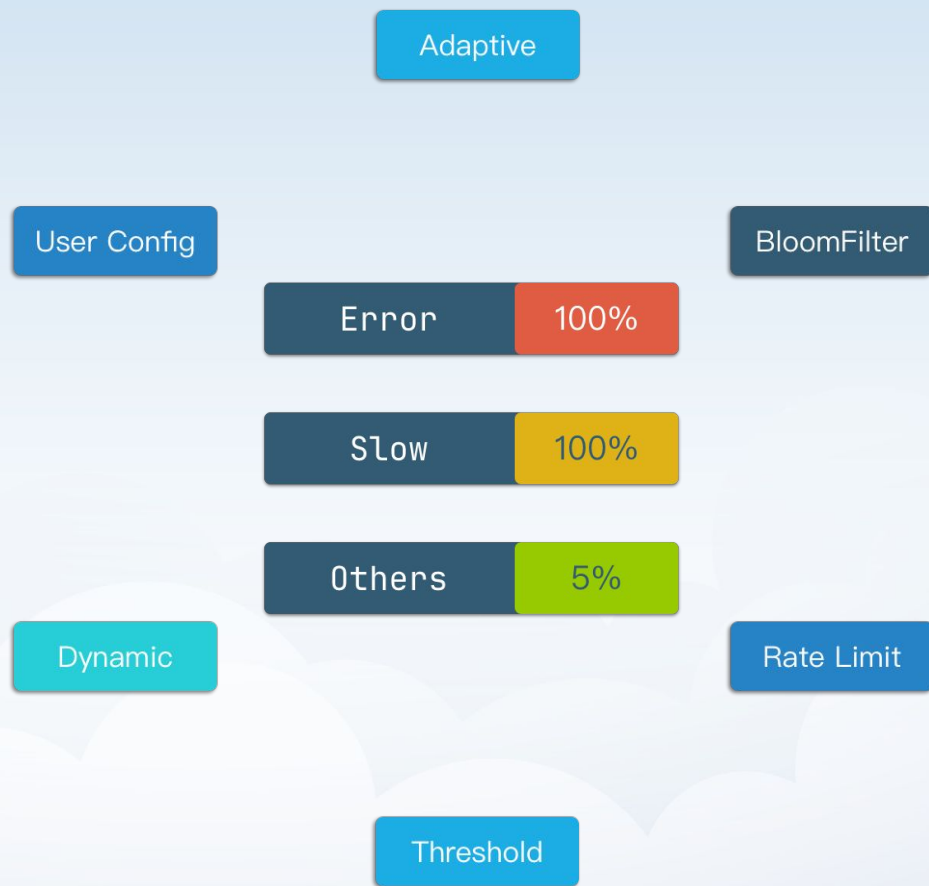 Adaptive
User Config
BloomFilter
Error 100%
Slow 100%
Others 5%
Dynamic
Rate Limit
Threshold